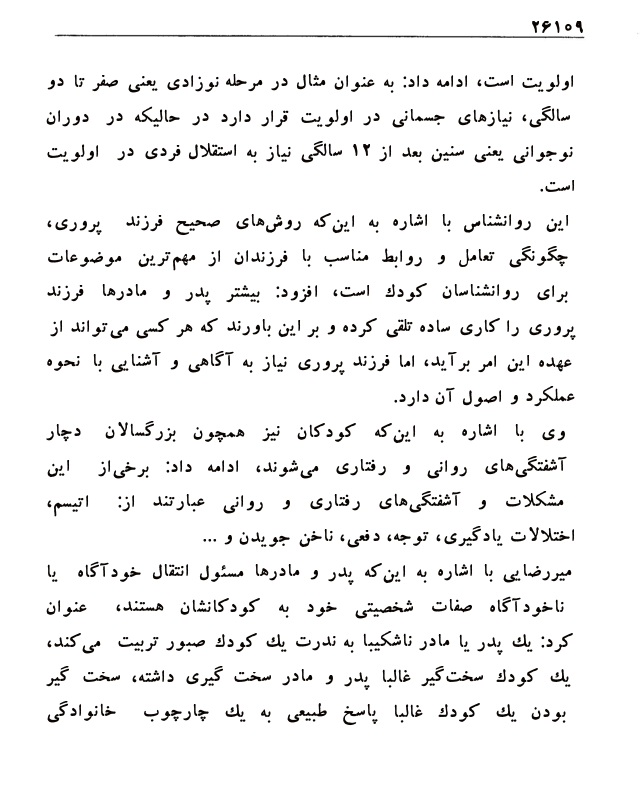 ۲۶۱۰۹
اولویت است، ادامه داد: به عنوان مثال در مرحله نوزادی یعنی صفر تا دو
سالگی، نیازهای جسمانی در اولویت قرار دارد در حالیکه در دوران
نوجوانی یعنی سنین بعد از ۱۲ سالگی نیاز به استقلال فردی در اولویت
است.
این روانشناس با اشاره به این‌که روش‌های صحیح فرزند پروری،
چگونگی تعامل و روابط مناسب با فرزندان از مهم‌ترین موضوعات
برای روانشناسان کودك است، افزود: بیشتر پدر و مادرها فرزند
پروری را کاری ساده تلقی کرده و بر این باورند که هر کسی می‌تواند از
عهده این امر برآید، اما فرزند پروری نیاز به آگاهی و آشنایی با نحوه
عملکرد و اصول آن دارد.
وی با اشاره به این‌که کودکان نیز همچون بزرگسالان دچار
آشفتگی‌های روانی و رفتاری می‌شوند، ادامه داد: برخی‌از این
مشکلات و آشفتگی‌های رفتاری و روانی عبارتند از: اتیسم،
اختلالات یادگیری، توجه، دفعی، ناخن جویدن و ...
میررضایی با اشاره به این‌که پدر و مادرها مسئول انتقال خودآگاه یا
ناخودآگاه صفات شخصیتی خود به کودکانشان هستند، عنوان
کرد: یك پدر یا مادر ناشکیبا به ندرت یك کودك صبور تربیت می‌کند،
یك کودك سخت‌گیر غالبا پدر و مادر سخت گیری داشته، سخت گیر
بودن یك کودك غالبا پاسخ طبیعی به یك چارچوب خانوادگی